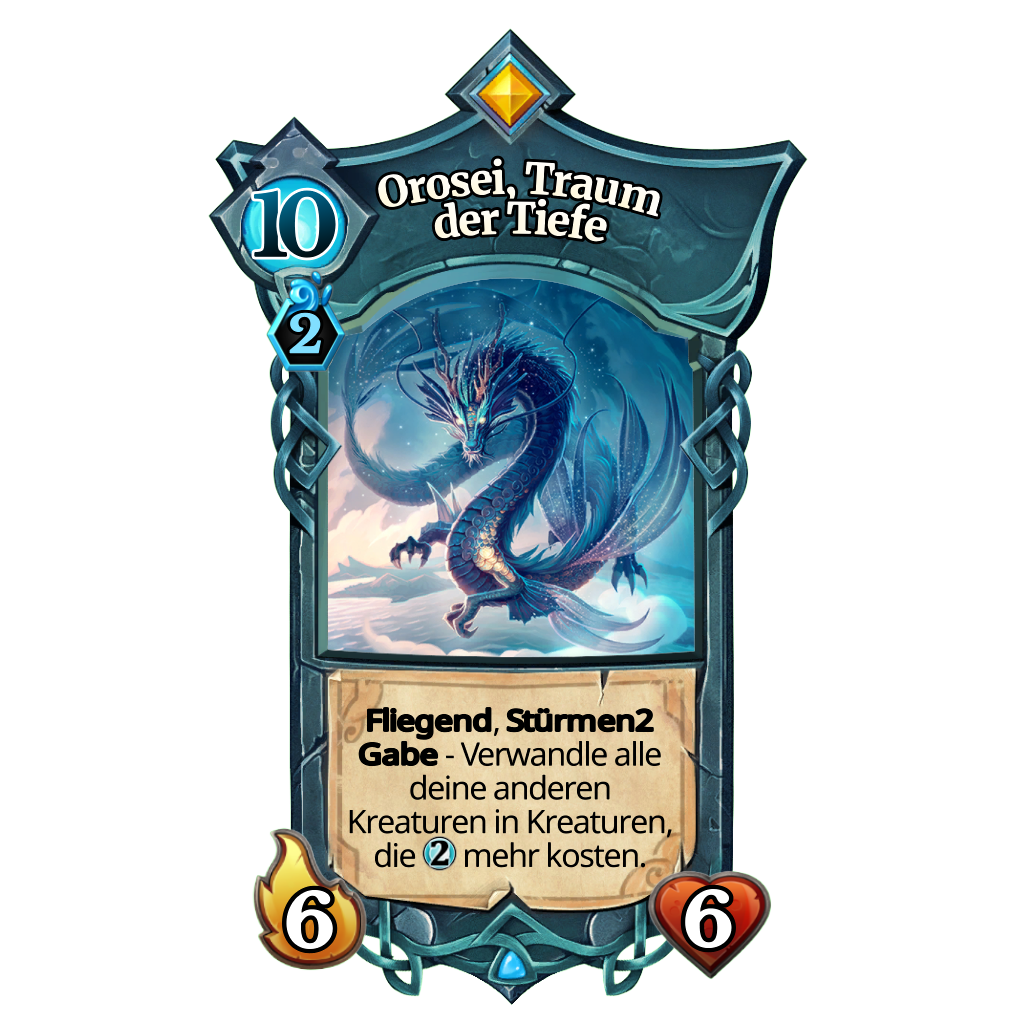 Orosei, Traum
der Tiefe
10
2
Fliegend, Stürmen2
Gabe - Verwandle alle
deine anderen
Kreaturen in Kreaturen,
die 2 mehr kosten.
6
6